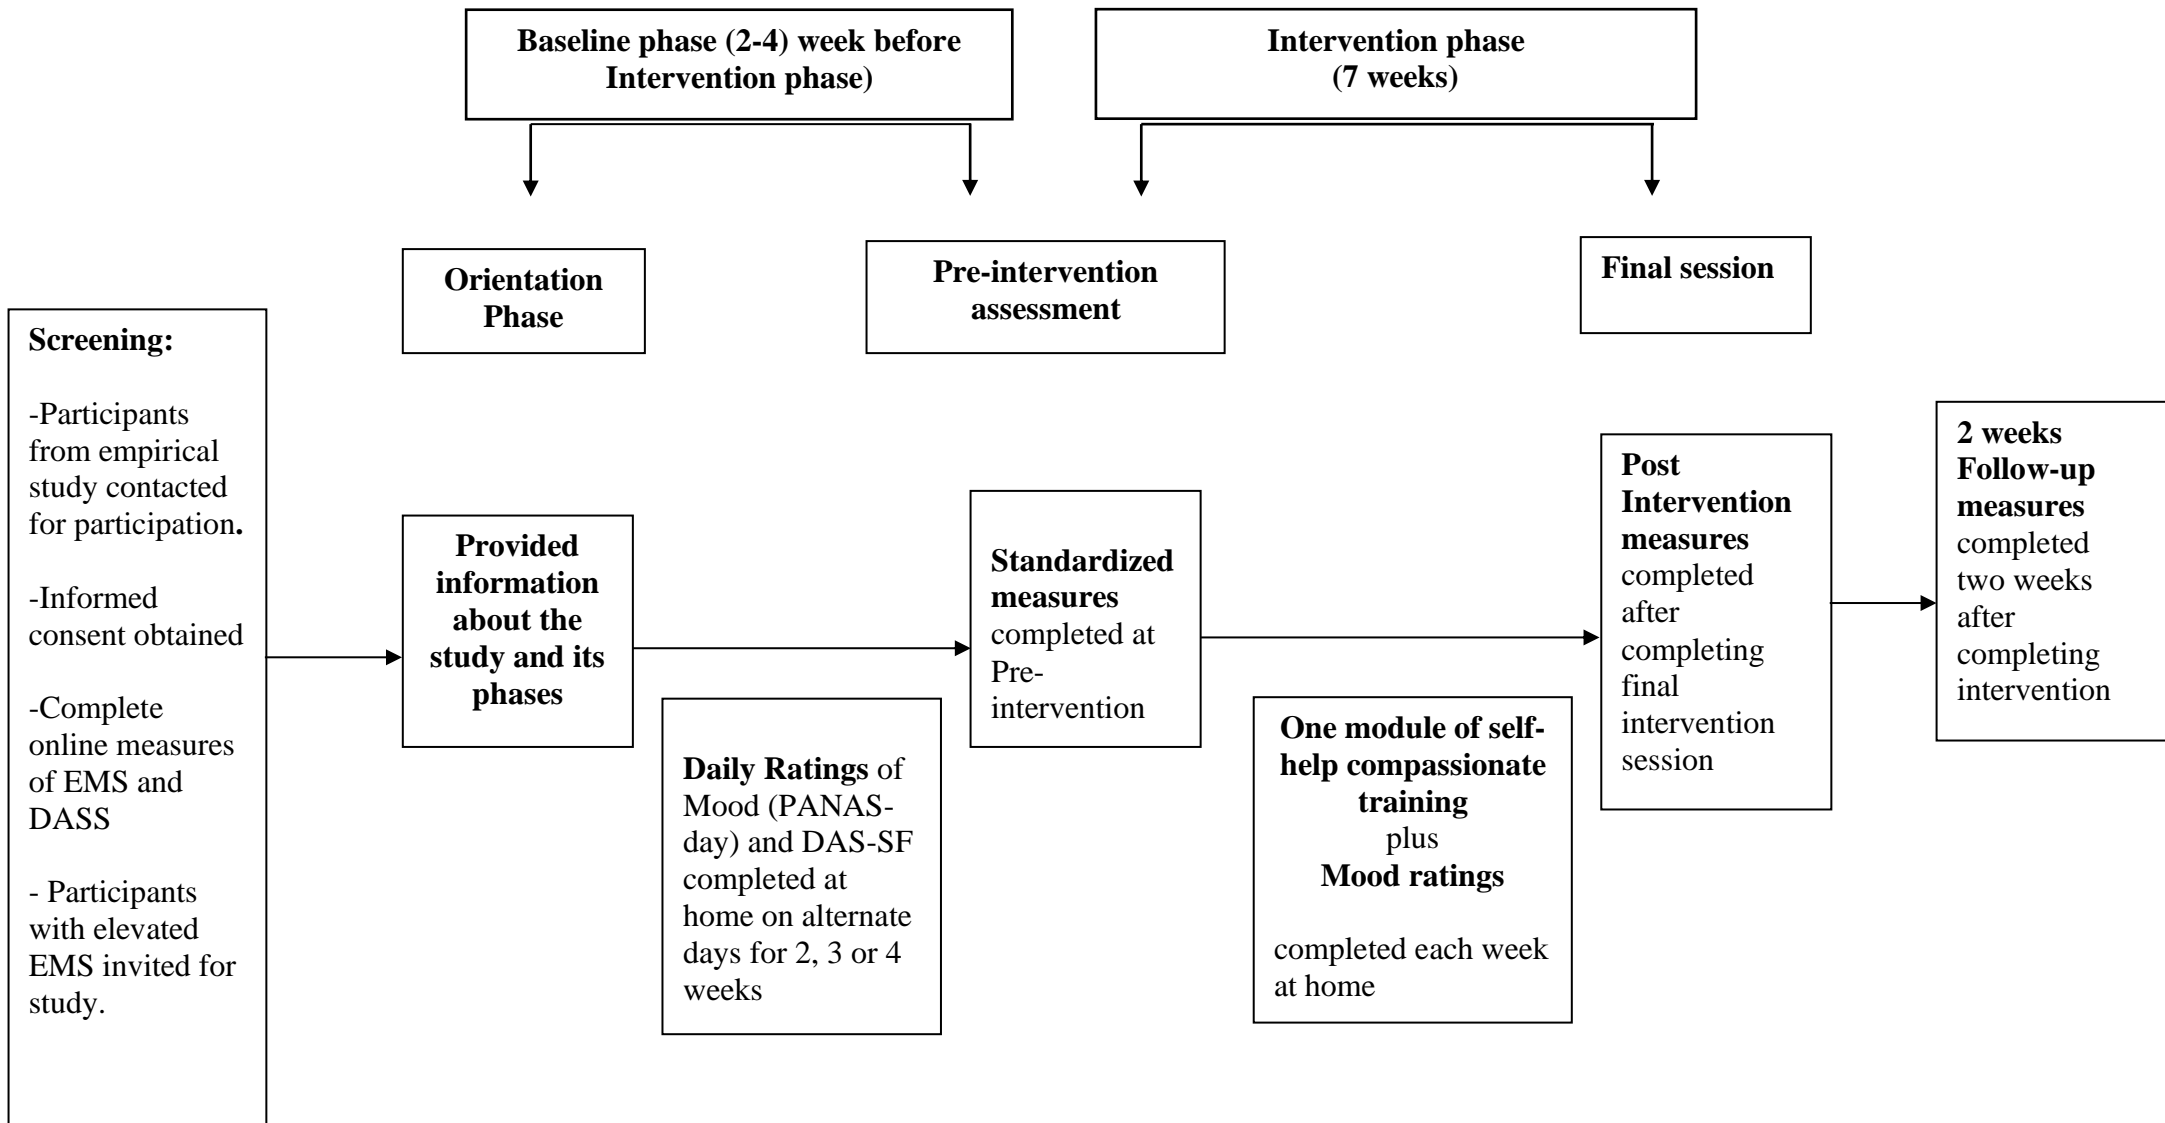 Baseline phase (2-4) week before
Intervention phase)
Intervention phase
(7 weeks)
Orientation
Phase
Pre-intervention
assessment
Final session
Screening:
-Participants
from empirical
study contacted
for participation.
-Informed
consent obtained
-Complete
online measures
of EMS and
DASS
- Participants
with elevated
EMS invited for
study.
Provided
information
about the
study and its
phases
Daily Ratings of
Mood (PANAS-
day) and DAS-SF
completed at
home on alternate
days for 2, 3 or 4
weeks
Standardized
measures
completed at
Pre-
intervention
One module of self-
help compassionate
training
plus
Mood ratings
completed each week
at home
Post
Intervention
measures
completed
after
completing
final
intervention
session
2 weeks
Follow-up
measures
completed
two weeks
after
completing
intervention